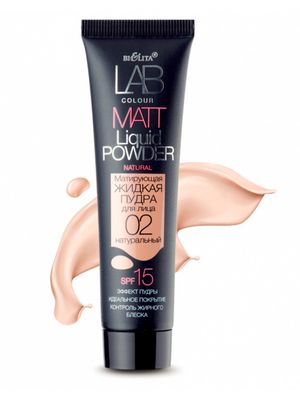 BIELITA
LAB
COLOUR
MATT
Liquid
POWDER
NATURAL
Матирующая
ЖИДКАЯ
ПУДРА
для лица
02
натуральный
SPF 15
ЭФФЕКТ ПУДРЫ
ИДЕАЛЬНОЕ ПОКРЫТИЕ
КОНТРОЛЬ ЖИРНОГО
БЛЕСКА